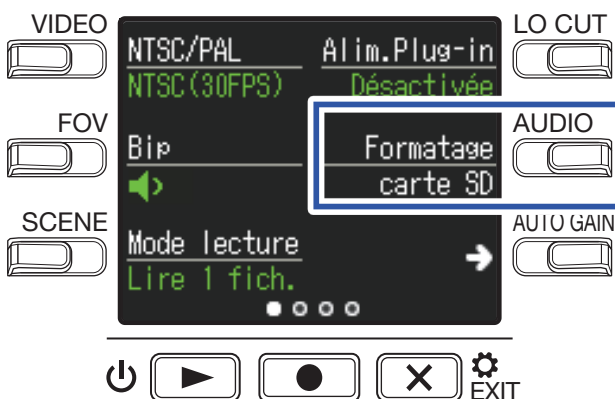 VIDEO
LO CUT
NTSC/PAL
Alim.Plug-in
NTSC(30FPS)
Désactivée
FOV
AUDIO
Bip
Formatage
carte SD
SCENE
AUTO GAIN
Mode lecture
Lire 1 fich.
EXIT